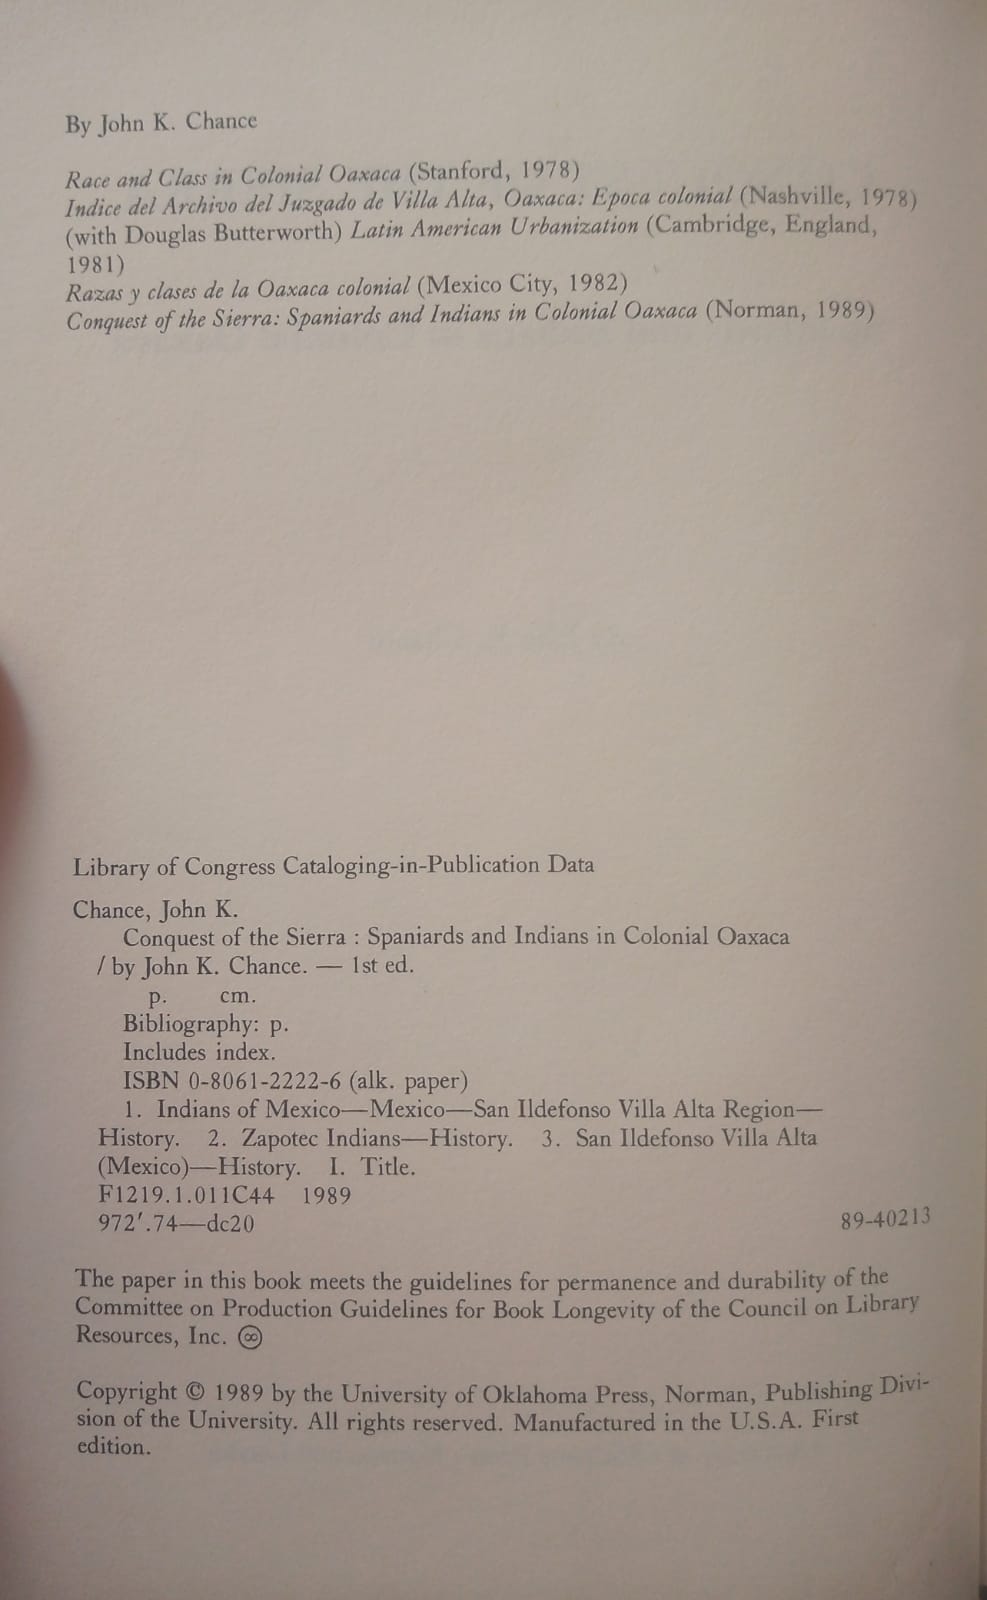 By John K. Chance
Race and Class in Colonial Oaxaca (Stanford, 1978)
Indice del Archivo del Juzgado de Villa Alta, Oaxaca: Epoca colonial (Nashville, 1978)
(with Douglas Butterworth) Latin American Urbanization (Cambridge, England,
1981)
Razas y clases de la Oaxaca colonial (Mexico City, 1982)
Conquest of the Sierra: Spaniards and Indians in Colonial Oaxaca (Norman, 1989)
Library of Congress Cataloging-in-Publication Data
Chance, John K.
Conquest of the Sierra : Spaniards and Indians in Colonial Oaxaca
/ by John K. Chance. — 1st ed.
p. cm.
Bibliography: p.
Includes index.
ISBN 0-8061-2222-6 (alk. paper)
1. Indians of Mexico—Mexico—San Ildefonso Villa Alta Region—
History. 2. Zapotec Indians—History. 3. San Ildefonso Villa Alta
(Mexico)—History. I. Title.
F1219.1.011C44 1989
972'.74—dc20 89-40213
The paper in this book meets the guidelines for permanence and durability of the
Committee on Production Guidelines for Book Longevity of the Council on Library
Resources, Inc. ♾
Copyright © 1989 by the University of Oklahoma Press, Norman, Publishing Divi-
sion of the University. All rights reserved. Manufactured in the U.S.A. First
edition.